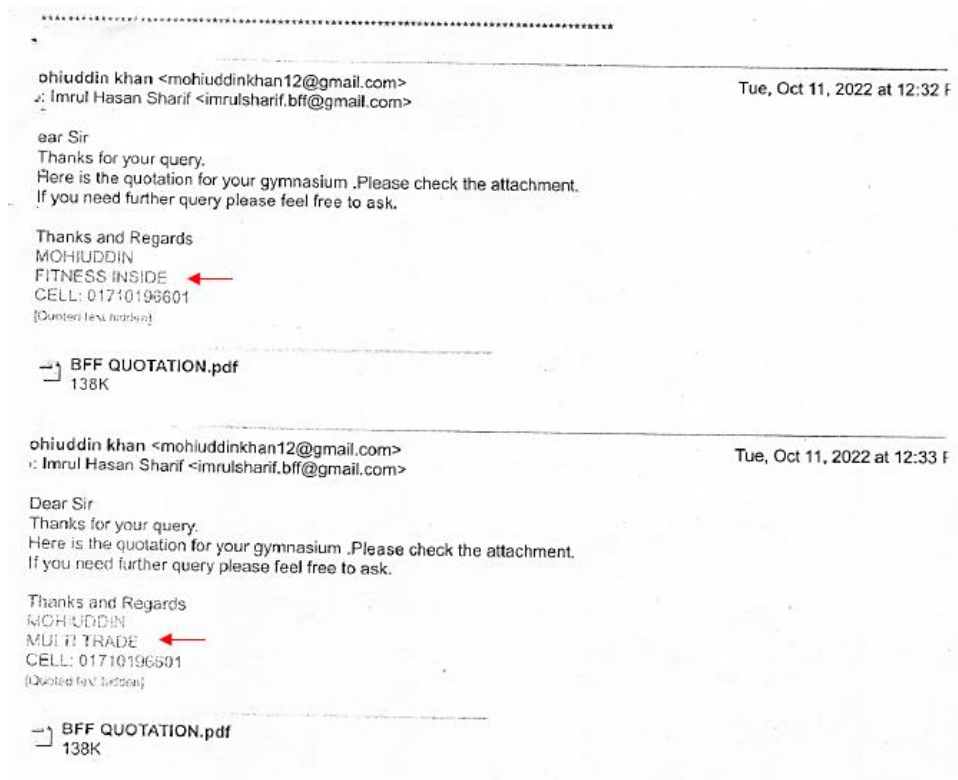 ********************************************************************************
ohiuddin khan <mohiuddinkhan12@gmail.com>
Tue, Oct 11, 2022 at 12:32 F
: Imrul Hasan Sharif <imrulsharif.bff@gmail.com>
ear Sir
Thanks for your query.
Here is the quotation for your gymnasium .Please check the attachment.
If you need further query please feel free to ask.
Thanks and Regards
MOHIUDDIN
FITNESS INSIDE
CELL: 01710196601
[Quoted text hidden]
BFF QUOTATION.pdf
138K
ohiuddin khan <mohiuddinkhan12@gmail.com>
Tue, Oct 11, 2022 at 12:33 F
: Imrul Hasan Sharif <imrulsharif.bff@gmail.com>
Dear Sir
Thanks for your query.
Here is the quotation for your gymnasium .Please check the attachment.
If you need further query please feel free to ask.
Thanks and Regards
MOHIUDDIN
MULTI TRADE
CELL: 01710196601
[Quoted text hidden]
BFF QUOTATION.pdf
138K